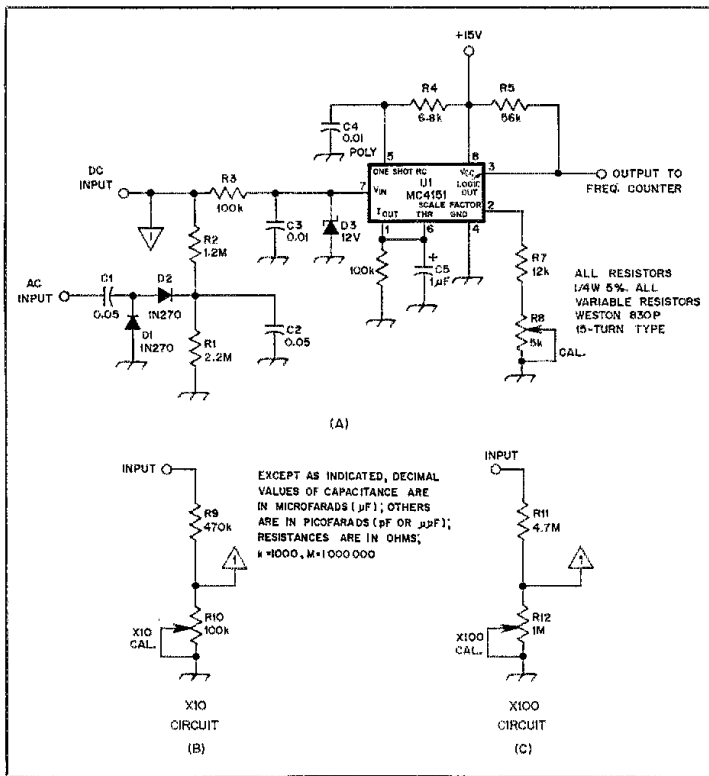 +15V
R4
6.8k
R5
56k
C4
0.01
POLY
5
8
3
ONE SHOT RC
VCC
LOGIC OUT
U1
MC4151
SCALE FACTOR
7
VIN
IOUT
THR
GND
2
1
6
4
OUTPUT TO
FREQ. COUNTER
DC
INPUT
R3
100k
1
C3
0.01
D3
12V
R2
1.2M
100k
+
C5
1µF
R7
12k
R8
5k
CAL.
ALL RESISTORS
1/4W 5%. ALL
VARIABLE RESISTORS
WESTON 830P
15-TURN TYPE
AC
INPUT
C1
0.05
D2
1N270
D1
1N270
R1
2.2M
C2
0.05
(A)
INPUT
R9
470k
1
R10
100k
X10
CAL.
X10
CIRCUIT
(B)
EXCEPT AS INDICATED, DECIMAL
VALUES OF CAPACITANCE ARE
IN MICROFARADS (µF); OTHERS
ARE IN PICOFARADS (pF OR µµF);
RESISTANCES ARE IN OHMS;
k=1000, M=1000000
INPUT
R11
4.7M
1
R12
1M
X100
CAL.
X100
CIRCUIT
(C)